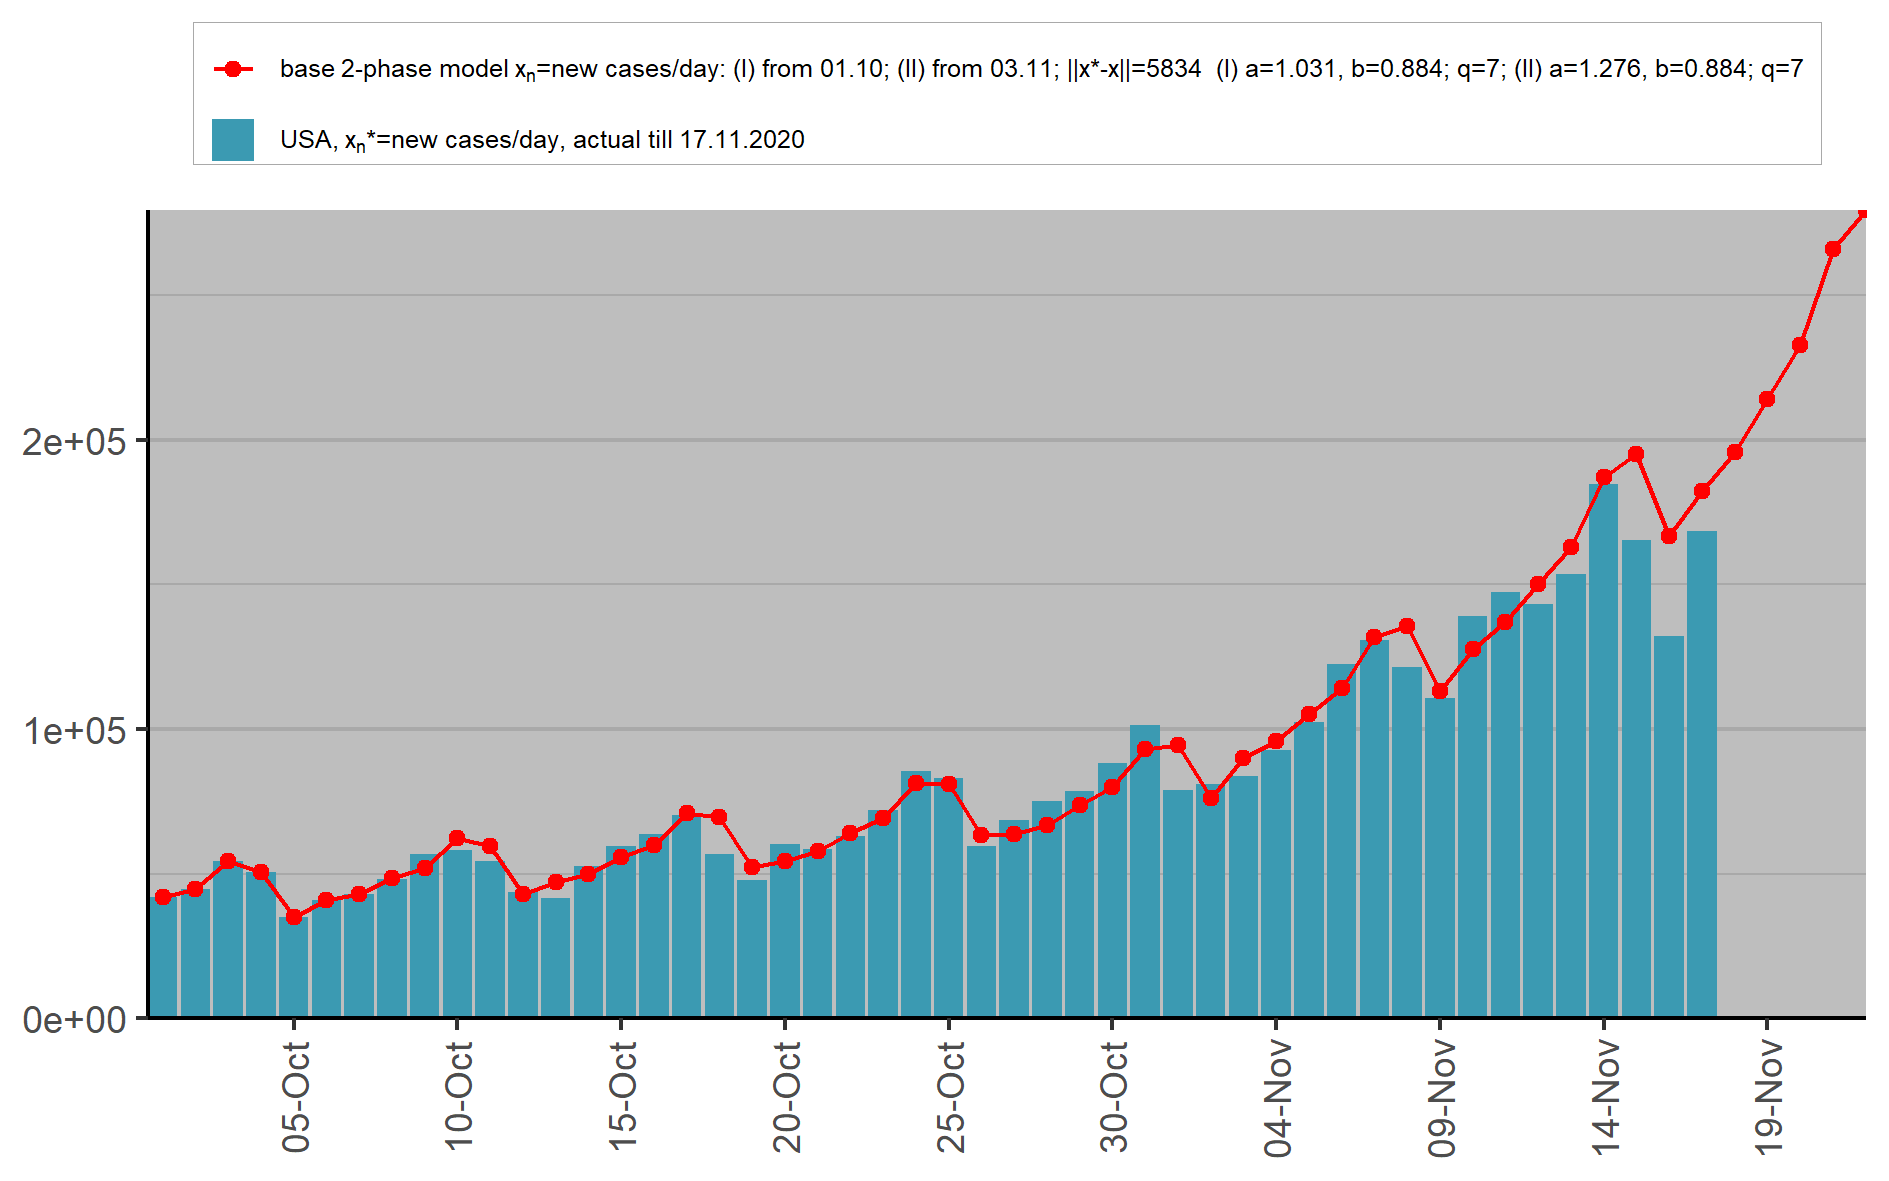 base 2-phase model xn=new cases/day: (I) from 01.10; (II) from 03.11; ||x*-x||=5834  (I) a=1.031, b=0.884; q=7; (II) a=1.276, b=0.884; q=7
USA, xn*=new cases/day, actual till 17.11.2020
2e+05
1e+05
0e+00
05-Oct
10-Oct
15-Oct
20-Oct
25-Oct
30-Oct
04-Nov
09-Nov
14-Nov
19-Nov